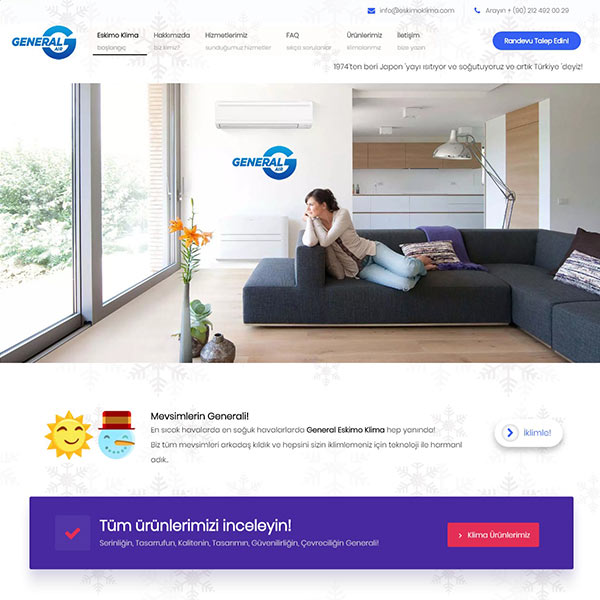 info@eskimoklima.com
Arayın + (90) 212 492 00 29
GENERAL AIR
Eskimo Klima
başlangıç
Hakkımızda
biz kimiz?
Hizmetlerimiz
sunduğumuz hizmetler
FAQ
seçici sorulanlar
Ürünlerimiz
klimalarımız
İletişim
bize yazın
Randevu Talep Edin!
1974'ten beri Japon 'yayı ısıtıyor ve soğutuyoruz ve artık Türkiye 'deyiz!
GENERAL AIR
Mevsimlerin Generali!
En sıcak havalarda en soğuk havalarlarda General Eskimo Klima hep yanında!
Biz tüm mevsimleri arkadaş kıldık ve hepsini sizin iklimlemeniz için teknoloji ile harmanladık..
İklimle!
Tüm ürünlerimizi inceleyin!
Serinliğin, Tasarrufun, Kalitenin, Tasarımın, Güvenilirliğin, Çevreciliğin Generali!
Klima Ürünlerimiz